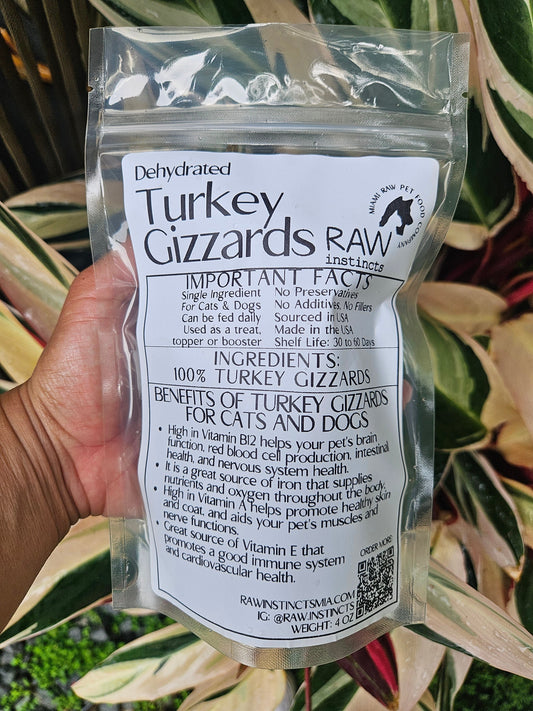 Dehydrated
Turkey
Gizzards
RAW
instincts
MIAMI RAW PET FOOD COMPANY
IMPORTANT FACTS
Single Ingredient No Preservatives
For Cats & Dogs No Additives, No Fillers
Can be fed daily Sourced in USA
Used as a treat, Made in the USA
topper or booster Shelf Life: 30 to 60 Days
INGREDIENTS:
100% TURKEY GIZZARDS
BENEFITS OF TURKEY GIZZARDS
FOR CATS AND DOGS
• High in Vitamin B12 helps your pet's brain
function, red blood cell production, intestinal
health, and nervous system health.
• It is a great source of iron that supplies
nutrients and oxygen throughout the body.
• High in Vitamin A helps promote healthy skin
and coat, and aids your pet's muscles and
nerve functions.
• Great source of Vitamin E that
promotes a good immune system
and cardiovascular health.
ORDER MORE!
RAWINSTINCTSMIA.COM
IG: @RAW.INSTINCTS
WEIGHT: 4 OZ